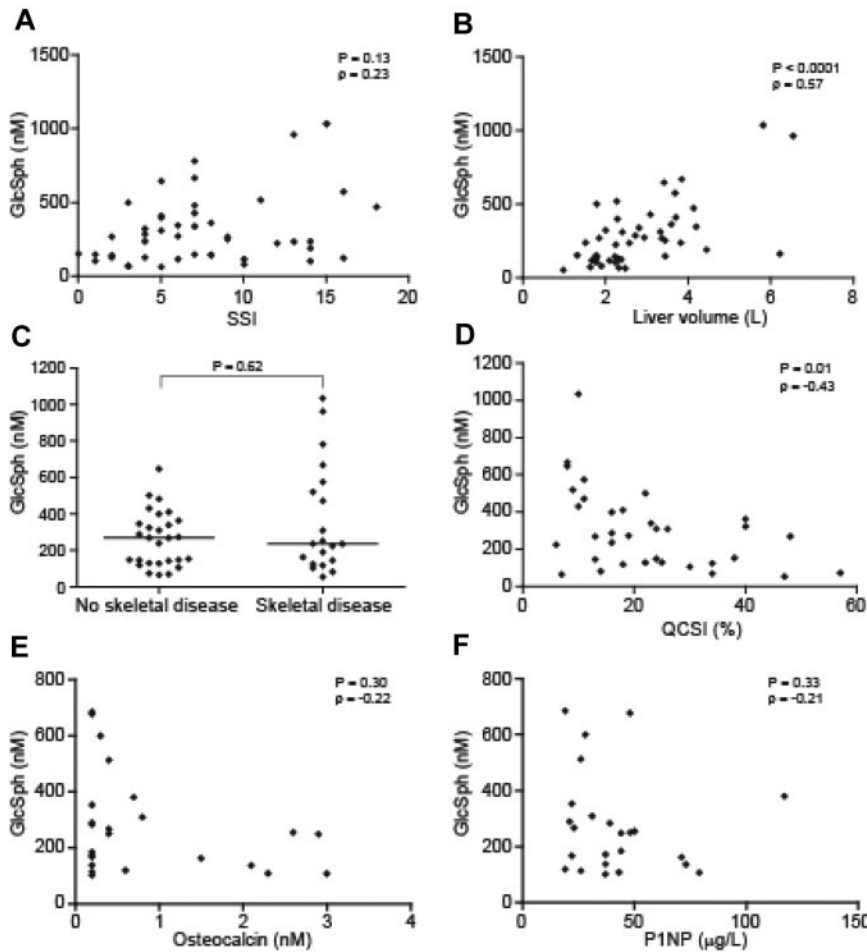 A
P = 0.13
ρ = 0.23
GlcSph (nM)
1500
1000
500
0
0 5 10 15 20
SSI
B
P < 0.0001
ρ = 0.57
GlcSph (nM)
1500
1000
500
0
0 2 4 6 8
Liver volume (L)
C
P = 0.62
GlcSph (nM)
1200
1000
800
600
400
200
0
No skeletal disease Skeletal disease
D
P = 0.01
ρ = -0.43
GlcSph (nM)
1200
1000
800
600
400
200
0
0 20 40 60
QCSI (%)
E
P = 0.30
ρ = -0.22
GlcSph (nM)
800
600
400
200
0
0 1 2 3 4
Osteocalcin (nM)
F
P = 0.33
ρ = -0.21
GlcSph (nM)
800
600
400
200
0
0 50 100 150
P1NP (µg/L)